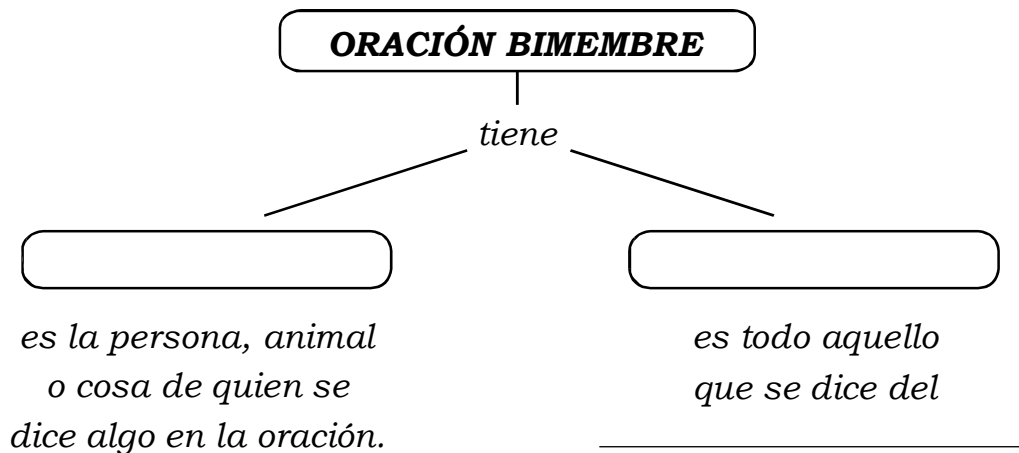 ORACIÓN BIMEMBRE
tiene
es la persona, animal
o cosa de quien se
dice algo en la oración.
es todo aquello
que se dice del